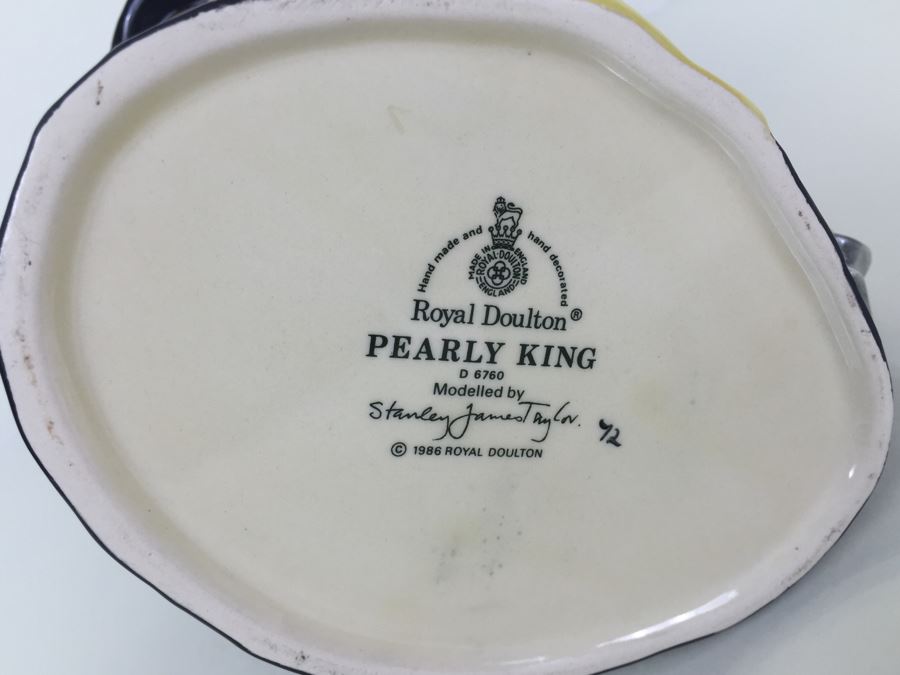 Hand made and hand decorated
MADE IN ENGLAND
ROYAL·DOULTON
ENGLAND
Royal Doulton®
PEARLY KING
D 6760
Modelled by
Stanley James Taylor.
© 1986 ROYAL DOULTON